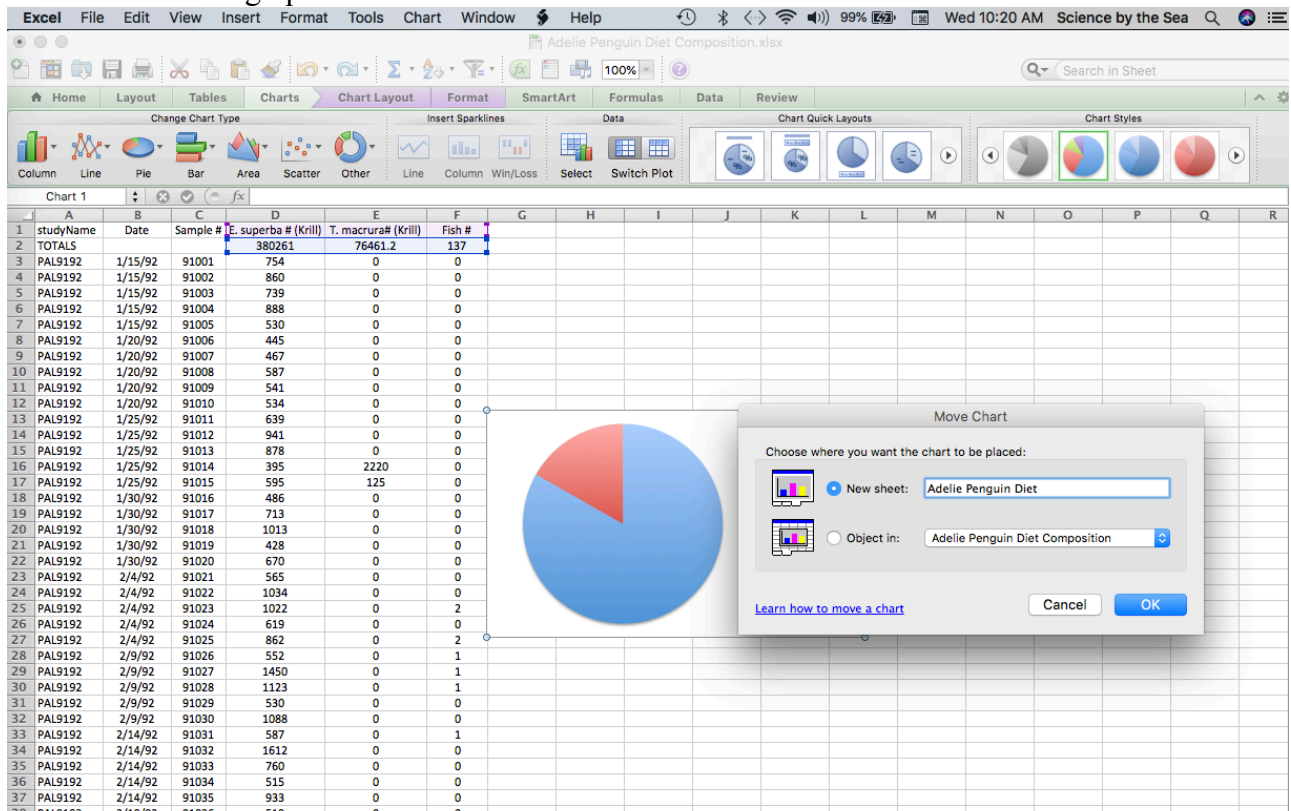 Excel File Edit View Insert Format Tools Chart Window Help 99% Wed 10:20 AM Science by the Sea
Adelie Penguin Diet Composition.xlsx
100%
Search in Sheet
Home Layout Tables Charts Chart Layout Format SmartArt Formulas Data Review
Change Chart Type Insert Sparklines Data Chart Quick Layouts Chart Styles
Column Line Pie Bar Area Scatter Other Line Column Win/Loss Select Switch Plot
Chart 1 fx
A B C D E F G H I J K L M N O P Q R
1 studyName Date Sample # E. superba # (Krill) T. macrura# (Krill) Fish #
2 TOTALS 380261 76461.2 137
3 PAL9192 1/15/92 91001 754 0 0
4 PAL9192 1/15/92 91002 860 0 0
5 PAL9192 1/15/92 91003 739 0 0
6 PAL9192 1/15/92 91004 888 0 0
7 PAL9192 1/15/92 91005 530 0 0
8 PAL9192 1/20/92 91006 445 0 0
9 PAL9192 1/20/92 91007 467 0 0
10 PAL9192 1/20/92 91008 587 0 0
11 PAL9192 1/20/92 91009 541 0 0
12 PAL9192 1/20/92 91010 534 0 0
13 PAL9192 1/25/92 91011 639 0 0
14 PAL9192 1/25/92 91012 941 0 0
15 PAL9192 1/25/92 91013 878 0 0
16 PAL9192 1/25/92 91014 395 2220 0
17 PAL9192 1/25/92 91015 595 125 0
18 PAL9192 1/30/92 91016 486 0 0
19 PAL9192 1/30/92 91017 713 0 0
20 PAL9192 1/30/92 91018 1013 0 0
21 PAL9192 1/30/92 91019 428 0 0
22 PAL9192 1/30/92 91020 670 0 0
23 PAL9192 2/4/92 91021 565 0 0
24 PAL9192 2/4/92 91022 1034 0 0
25 PAL9192 2/4/92 91023 1022 0 2
26 PAL9192 2/4/92 91024 619 0 0
27 PAL9192 2/4/92 91025 862 0 2
28 PAL9192 2/9/92 91026 552 0 1
29 PAL9192 2/9/92 91027 1450 0 1
30 PAL9192 2/9/92 91028 1123 0 1
31 PAL9192 2/9/92 91029 530 0 0
32 PAL9192 2/9/92 91030 1088 0 0
33 PAL9192 2/14/92 91031 587 0 1
34 PAL9192 2/14/92 91032 1612 0 0
35 PAL9192 2/14/92 91033 760 0 0
36 PAL9192 2/14/92 91034 515 0 0
37 PAL9192 2/14/92 91035 933 0 0
Move Chart
Choose where you want the chart to be placed:
New sheet: Adelie Penguin Diet
Object in: Adelie Penguin Diet Composition
Learn how to move a chart
Cancel OK